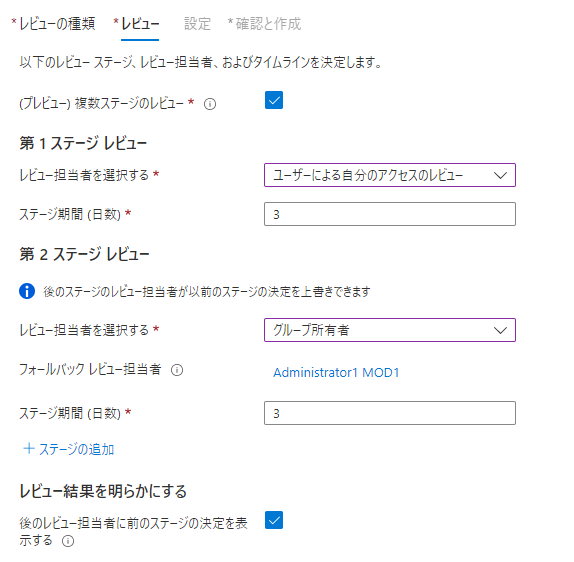 *レビューの種類 *レビュー 設定 *確認と作成
以下のレビュー ステージ、レビュー担当者、およびタイムラインを決定します。
(プレビュー) 複数ステージのレビュー *
第 1 ステージ レビュー
レビュー担当者を選択する * ユーザーによる自分のアクセスのレビュー
ステージ期間 (日数) * 3
第 2 ステージ レビュー
後のステージのレビュー担当者が以前のステージの決定を上書きできます
レビュー担当者を選択する * グループ所有者
フォールバック レビュー担当者 Administrator1 MOD1
ステージ期間 (日数) * 3
+ ステージの追加
レビュー結果を明らかにする
後のレビュー担当者に前のステージの決定を表
示する